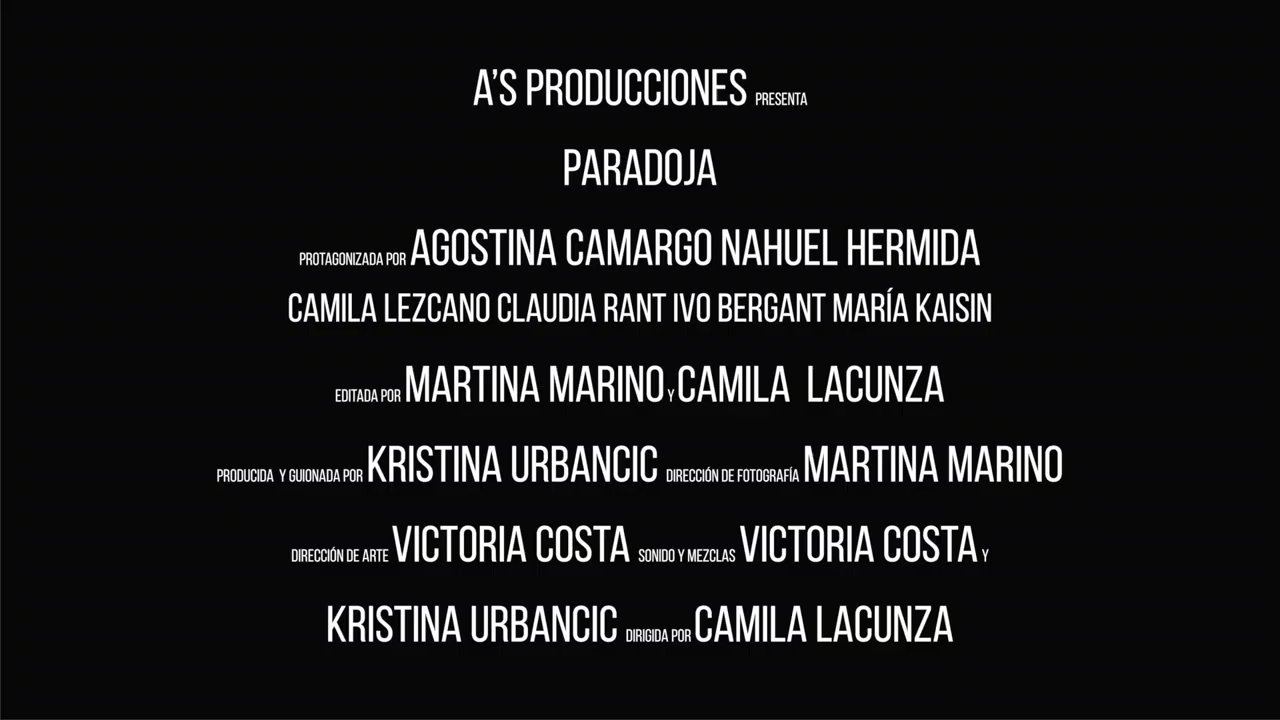 A'S PRODUCCIONES PRESENTA
PARADOJA
PROTAGONIZADA POR AGOSTINA CAMARGO NAHUEL HERMIDA
CAMILA LEZCANO CLAUDIA RANT IVO BERGANT MARÍA KAISIN
EDITADA POR MARTINA MARINO Y CAMILA LACUNZA
PRODUCIDA Y GUIONADA POR KRISTINA URBANCIC DIRECCIÓN DE FOTOGRAFÍA MARTINA MARINO
DIRECCIÓN DE ARTE VICTORIA COSTA SONIDO Y MEZCLAS VICTORIA COSTA Y
KRISTINA URBANCIC DIRIGIDA POR CAMILA LACUNZA